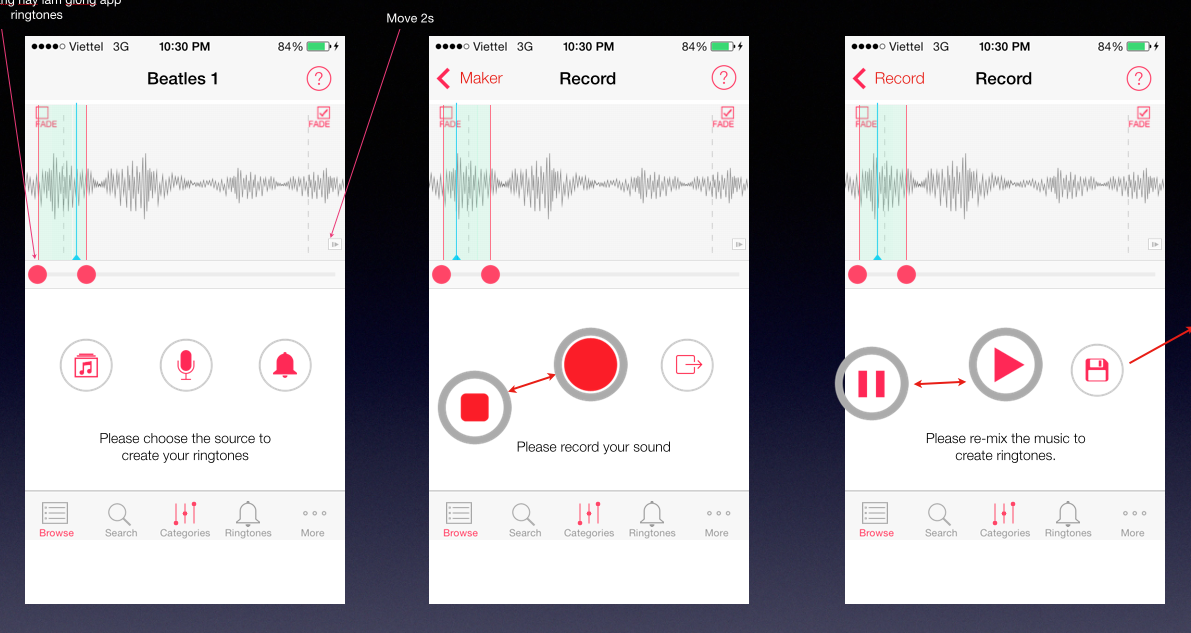 này làm giống app
ringtones
Move 2s
Viettel 3G 10:30 PM 84%
Beatles 1
?
FADE
FADE
Please choose the source to
create your ringtones
Browse Search Categories Ringtones More
Viettel 3G 10:30 PM 84%
Maker Record
?
FADE
FADE
Please record your sound
Browse Search Categories Ringtones More
Viettel 3G 10:30 PM 84%
Record Record
?
FADE
FADE
Please re-mix the music to
create ringtones.
Browse Search Categories Ringtones More